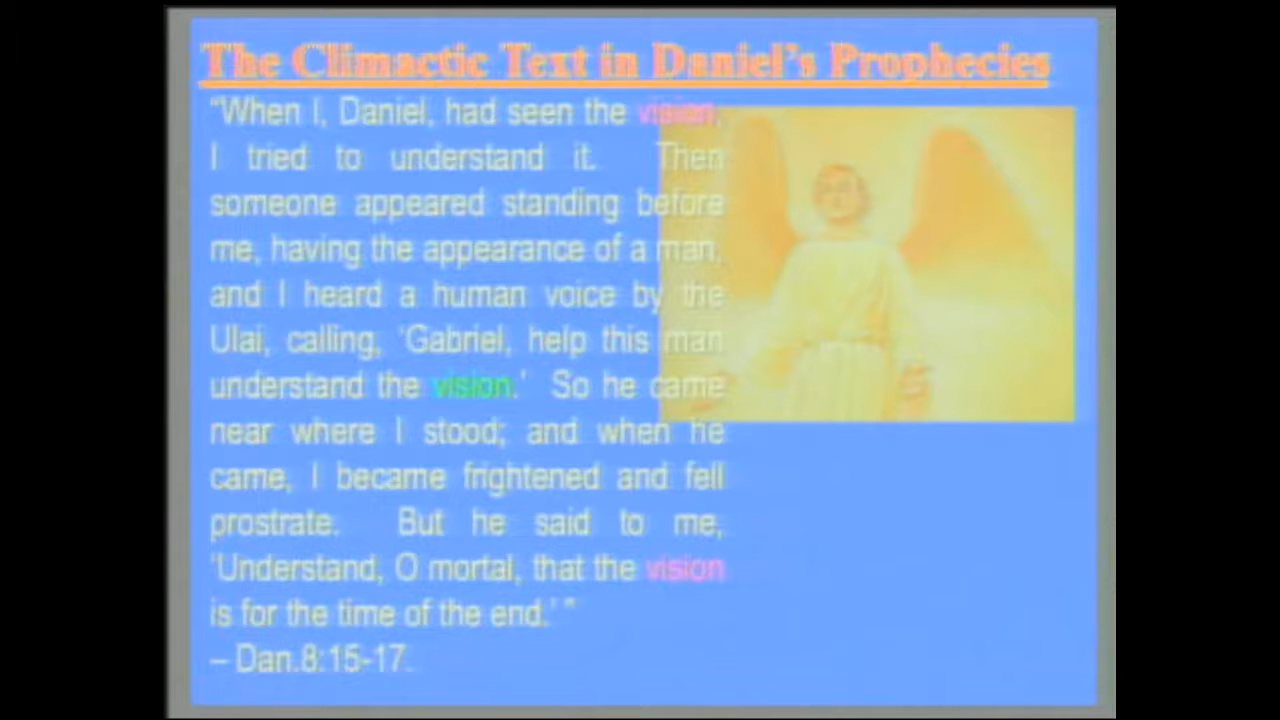 The Climactic Text in Daniel's Prophecies
“When I, Daniel, had seen the vision,
I tried to understand it. Then
someone appeared standing before
me, having the appearance of a man,
and I heard a human voice by the
Ulai, calling, ‘Gabriel, help this man
understand the vision.’ So he came
near where I stood; and when he
came, I became frightened and fell
prostrate. But he said to me,
‘Understand, O mortal, that the vision
is for the time of the end.’ ”
– Dan.8:15-17.